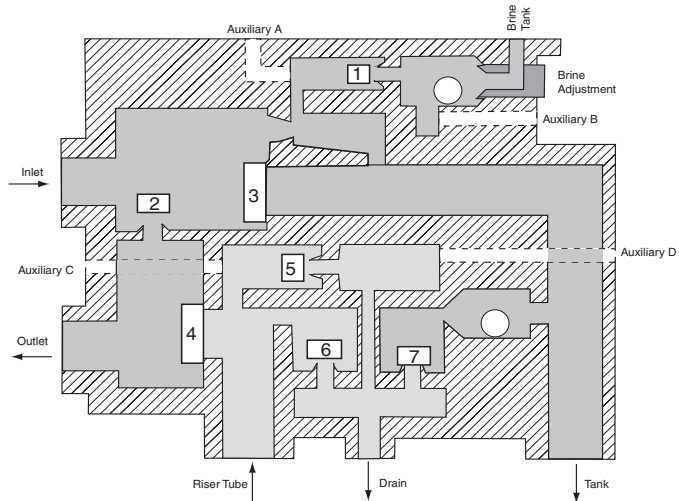 Auxiliary A
Brine
Tank
1
Brine
Adjustment
Auxiliary B
Inlet
2
3
Auxiliary C
5
Auxiliary D
4
Outlet
6
7
Riser Tube
Drain
Tank